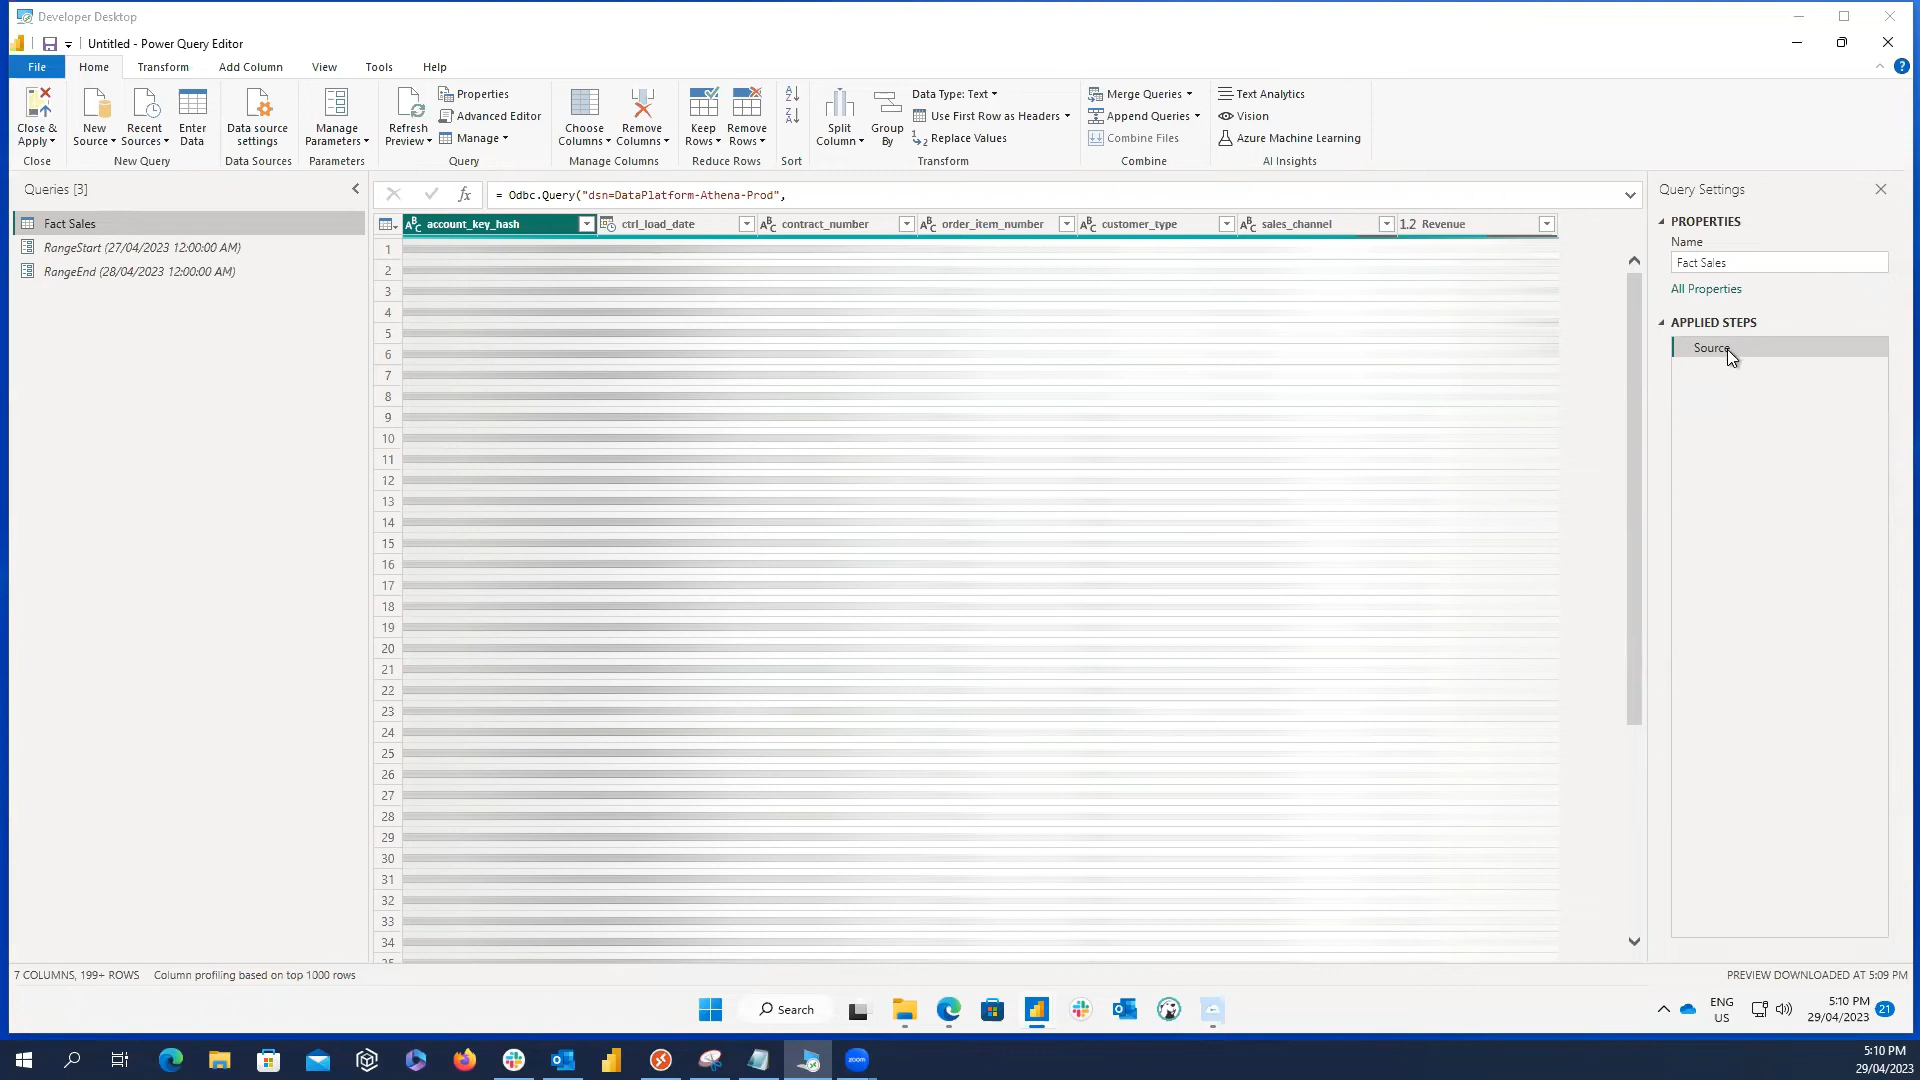 Developer Desktop
Untitled - Power Query Editor
File Home Transform Add Column View Tools Help
Close & Apply
Close
New Source
Recent Sources
Enter Data
New Query
Data source settings
Data Sources
Manage Parameters
Parameters
Refresh Preview
Properties
Advanced Editor
Manage
Query
Choose Columns
Remove Columns
Manage Columns
Keep Rows
Remove Rows
Reduce Rows
Sort
Split Column
Group By
Data Type: Text
Use First Row as Headers
Replace Values
Transform
Merge Queries
Append Queries
Combine Files
Combine
Text Analytics
Vision
Azure Machine Learning
AI Insights
Queries [3]
Fact Sales
RangeStart (27/04/2023 12:00:00 AM)
RangeEnd (28/04/2023 12:00:00 AM)
fx = Odbc.Query("dsn=DataPlatform-Athena-Prod",
account_key_hash ctrl_load_date contract_number order_item_number customer_type sales_channel 1.2 Revenue
1
2
3
4
5
6
7
8
9
10
11
12
13
14
15
16
17
18
19
20
21
22
23
24
25
26
27
28
29
30
31
32
33
34
Query Settings
PROPERTIES
Name
Fact Sales
All Properties
APPLIED STEPS
Source
7 COLUMNS, 199+ ROWS Column profiling based on top 1000 rows
PREVIEW DOWNLOADED AT 5:09 PM
Search
ENG
US
5:10 PM
29/04/2023
21
zoom
5:10 PM
29/04/2023